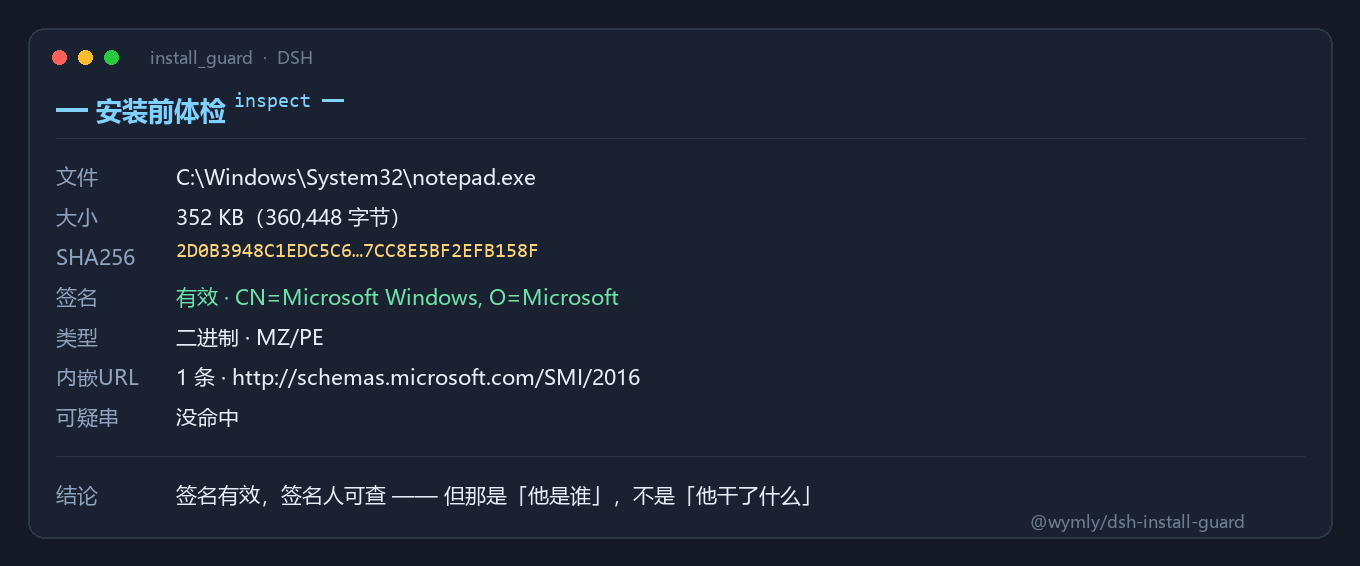 install_guard · DSH
— 安装前体检 inspect —
文件 C:\Windows\System32\notepad.exe
大小 352 KB（360,448 字节）
SHA256 2D0B3948C1EDC5C6…7CC8E5BF2EFB158F
签名 有效 · CN=Microsoft Windows, O=Microsoft
类型 二进制 · MZ/PE
内嵌URL 1 条 · http://schemas.microsoft.com/SMI/2016
可疑串 没命中
结论 签名有效，签名人可查 —— 但那是「他是谁」，不是「他干了什么」
@wymly/dsh-install-guard